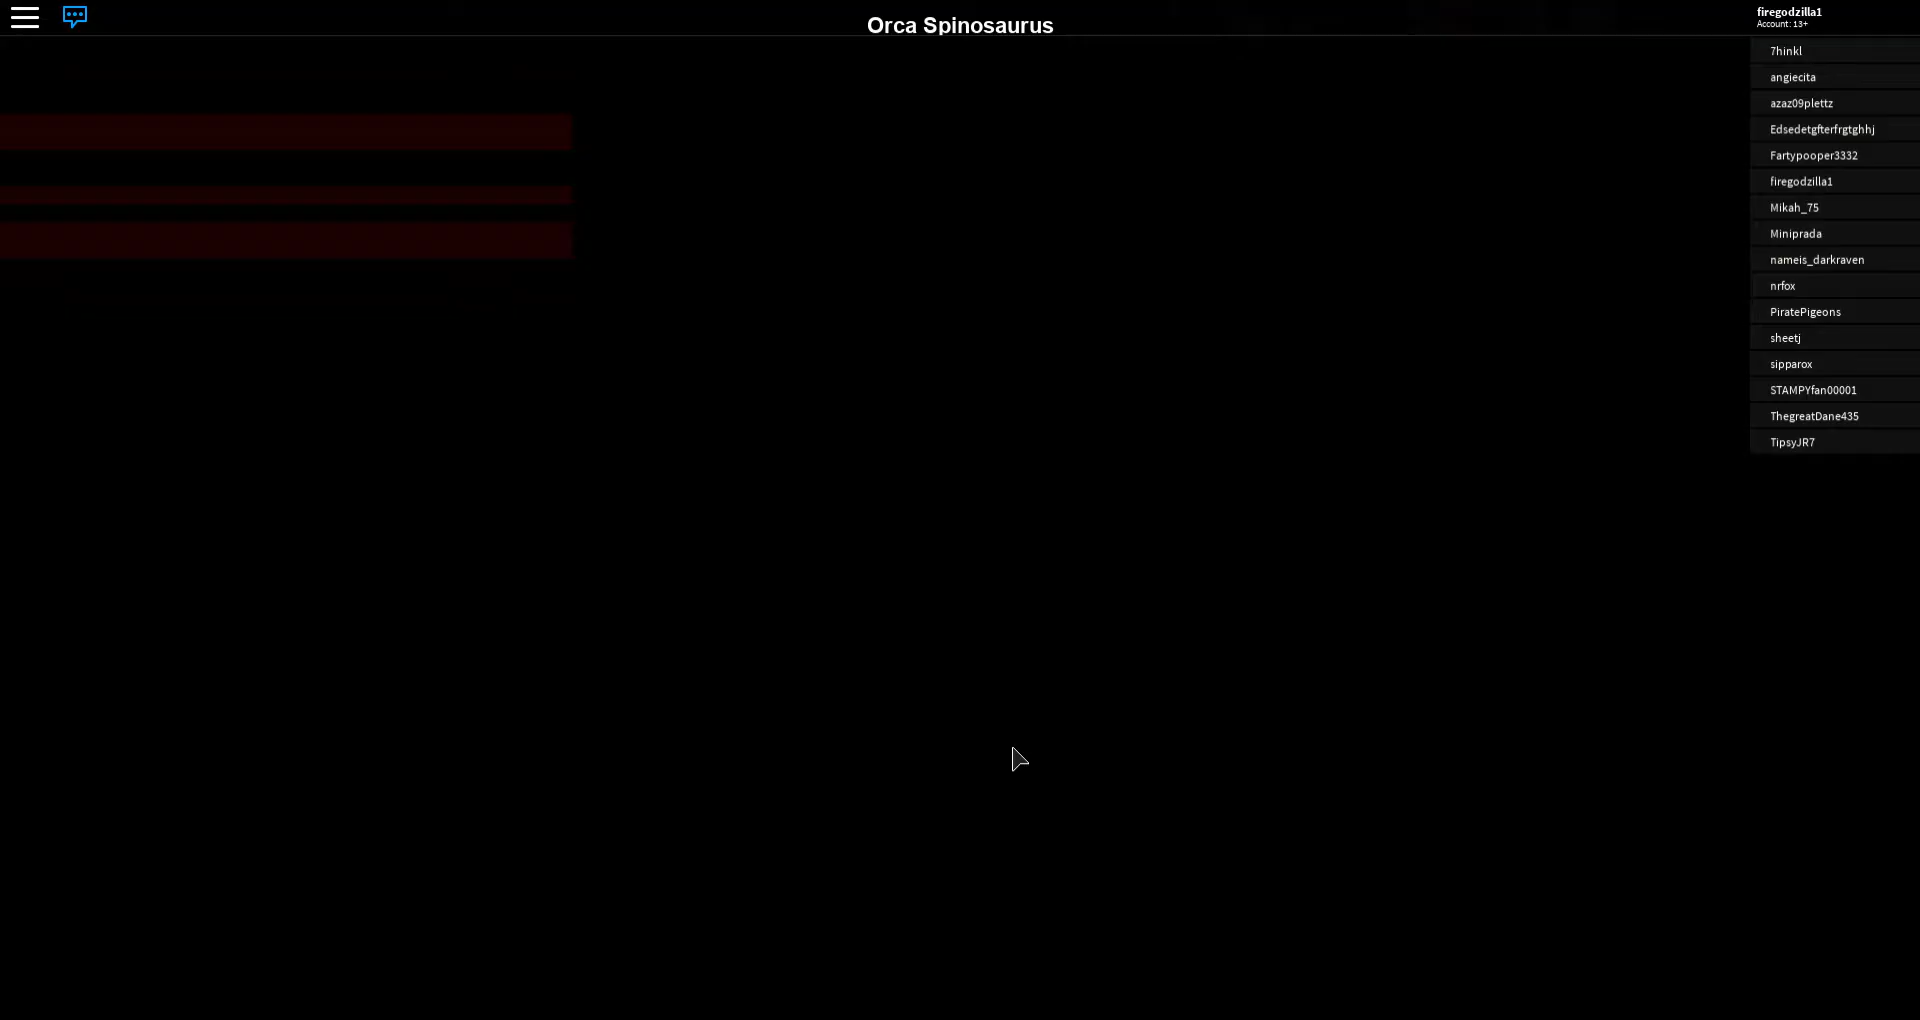 Orca Spinosaurus
firegodzilla1
Account: 13+
7hinkl
angiecita
azaz09plettz
Edsedetgfterfrgtghhj
Fartypooper3332
firegodzilla1
Mikah_75
Miniprada
nameis_darkraven
nrfox
PiratePigeons
sheetj
sipparox
STAMPYfan00001
ThegreatDane435
TipsyJR7